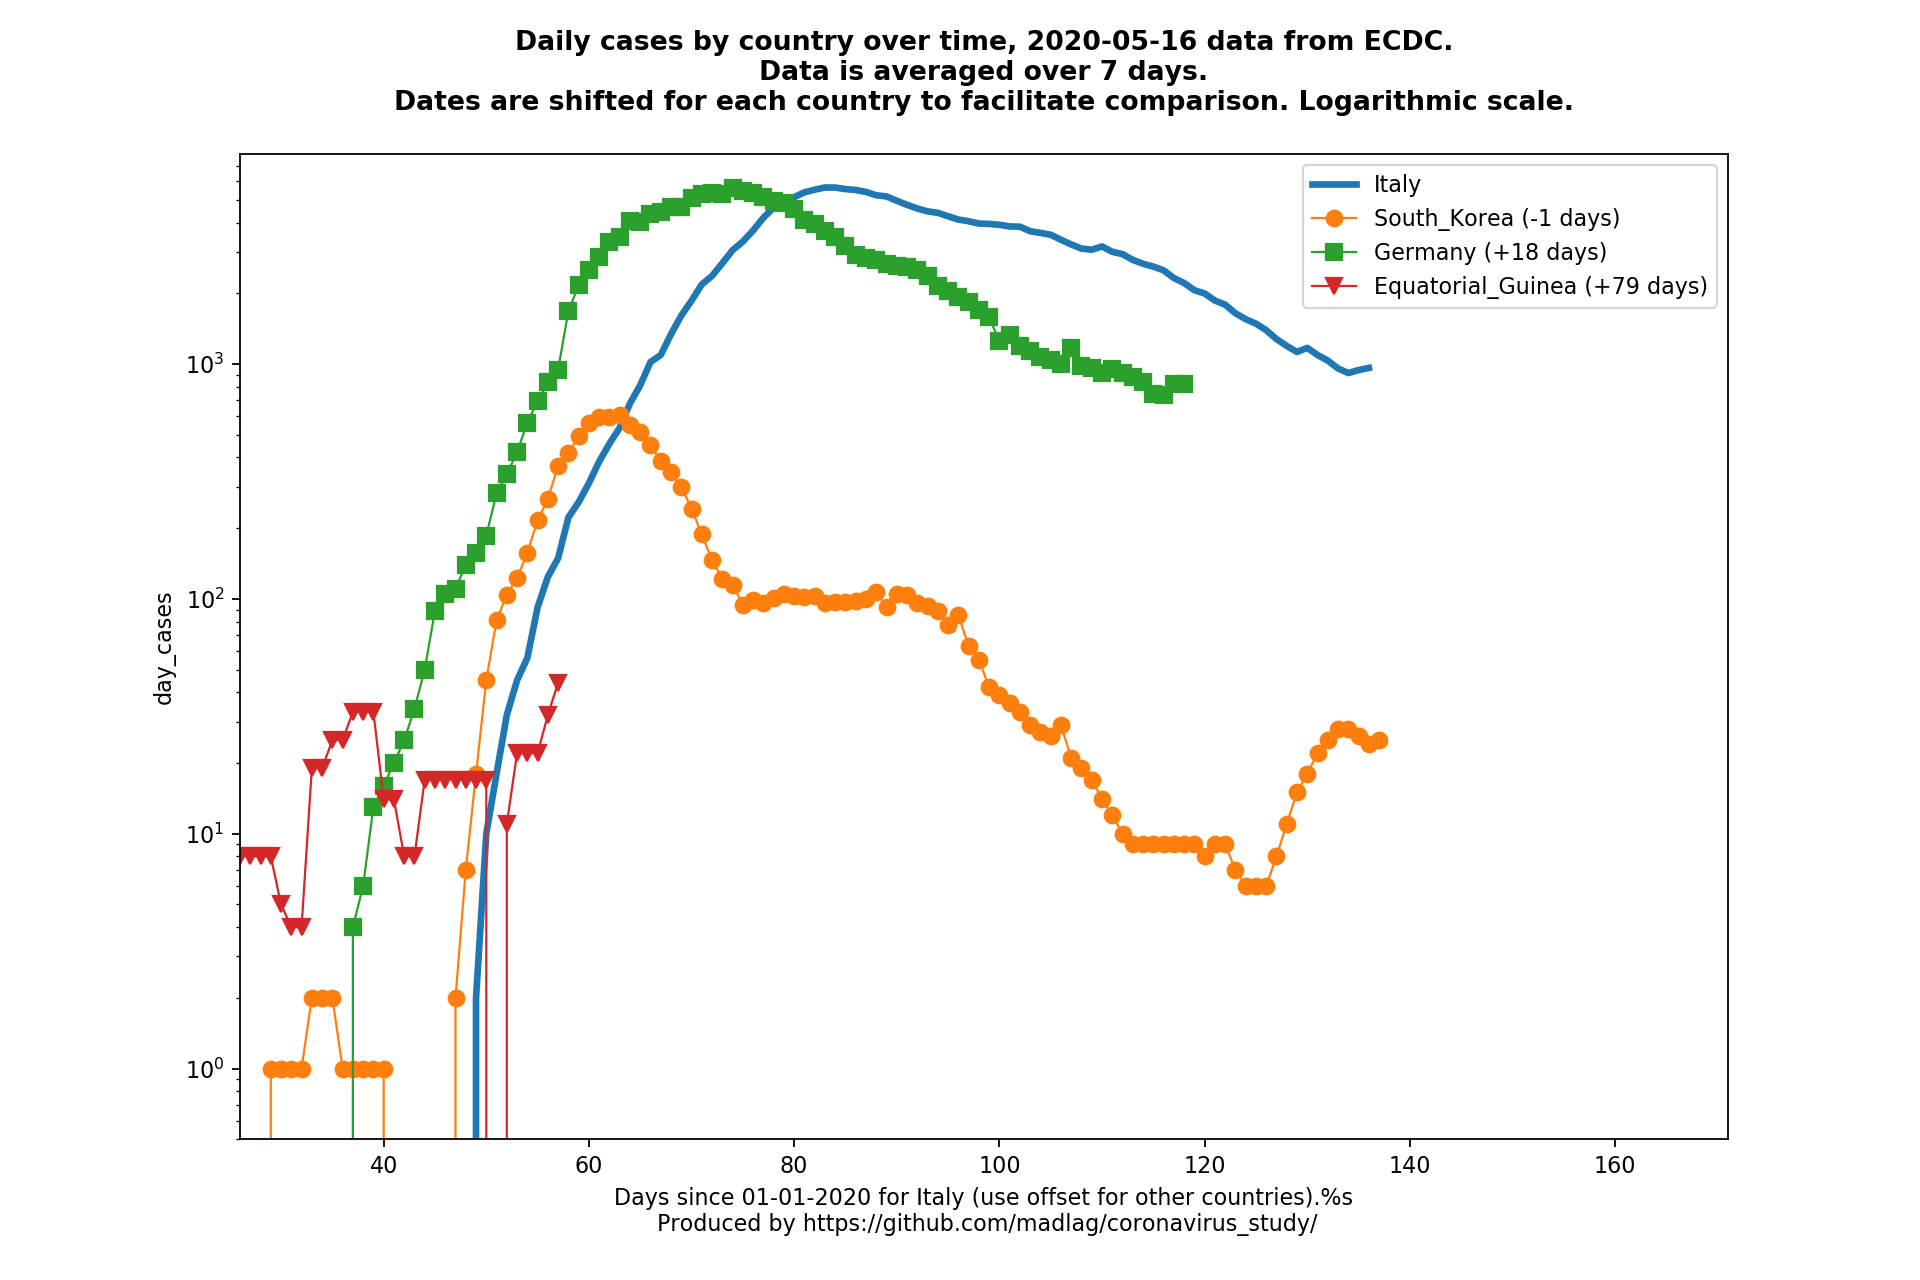 Daily cases by country over time, 2020-05-16 data from ECDC.
Data is averaged over 7 days.
Dates are shifted for each country to facilitate comparison. Logarithmic scale.
Italy
South_Korea (-1 days)
Germany (+18 days)
Equatorial_Guinea (+79 days)
day_cases
10³
10²
10¹
10⁰
40 60 80 100 120 140 160
Days since 01-01-2020 for Italy (use offset for other countries).%s
Produced by https://github.com/madlag/coronavirus_study/